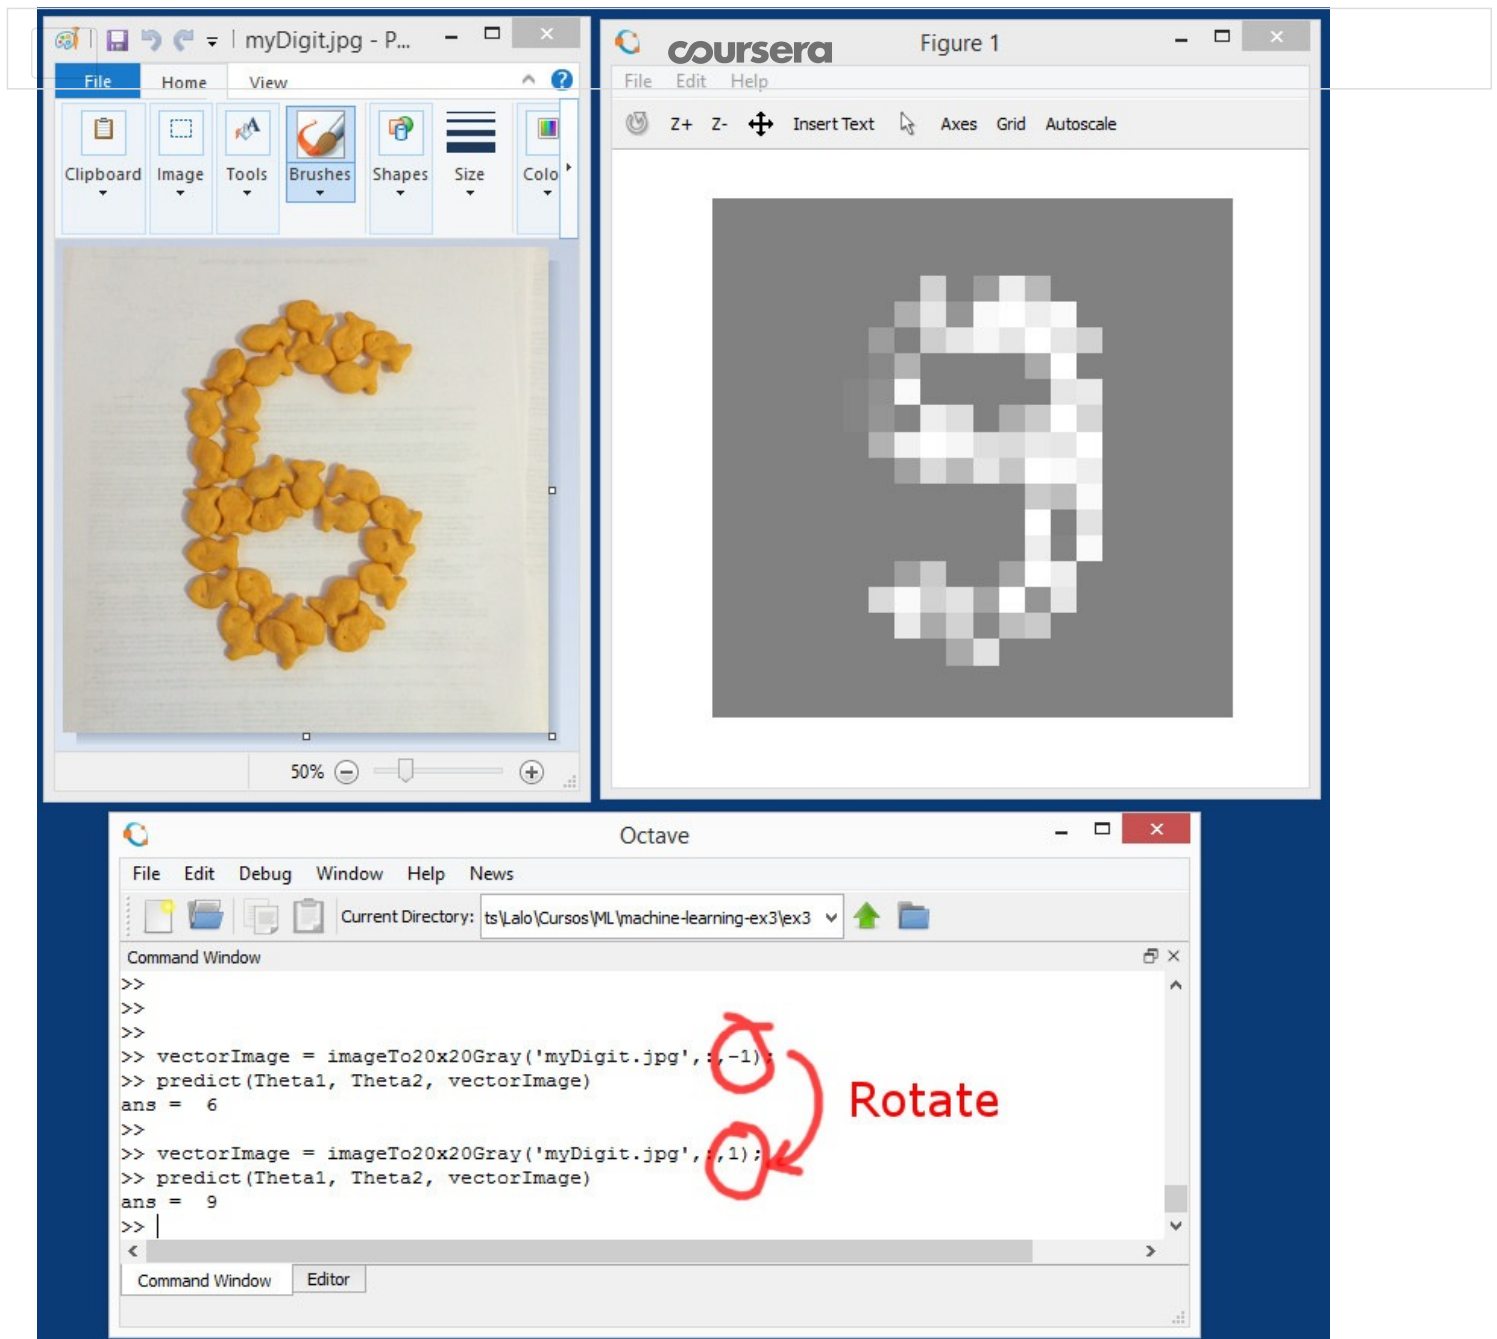 myDigit.jpg - P...
File Home View
Clipboard Image Tools Brushes Shapes Size Colo
50%
coursera
Figure 1
File Edit Help
Z+ Z- Insert Text Axes Grid Autoscale
Octave
File Edit Debug Window Help News
Current Directory: ts\Lalo\Cursos\ML\machine-learning-ex3\ex3
Command Window
>>
>>
>>
>> vectorImage = imageTo20x20Gray('myDigit.jpg',:,-1);
>> predict(Theta1, Theta2, vectorImage)
ans = 6
>>
>> vectorImage = imageTo20x20Gray('myDigit.jpg',:,1);
>> predict(Theta1, Theta2, vectorImage)
ans = 9
>>
Rotate
Command Window Editor